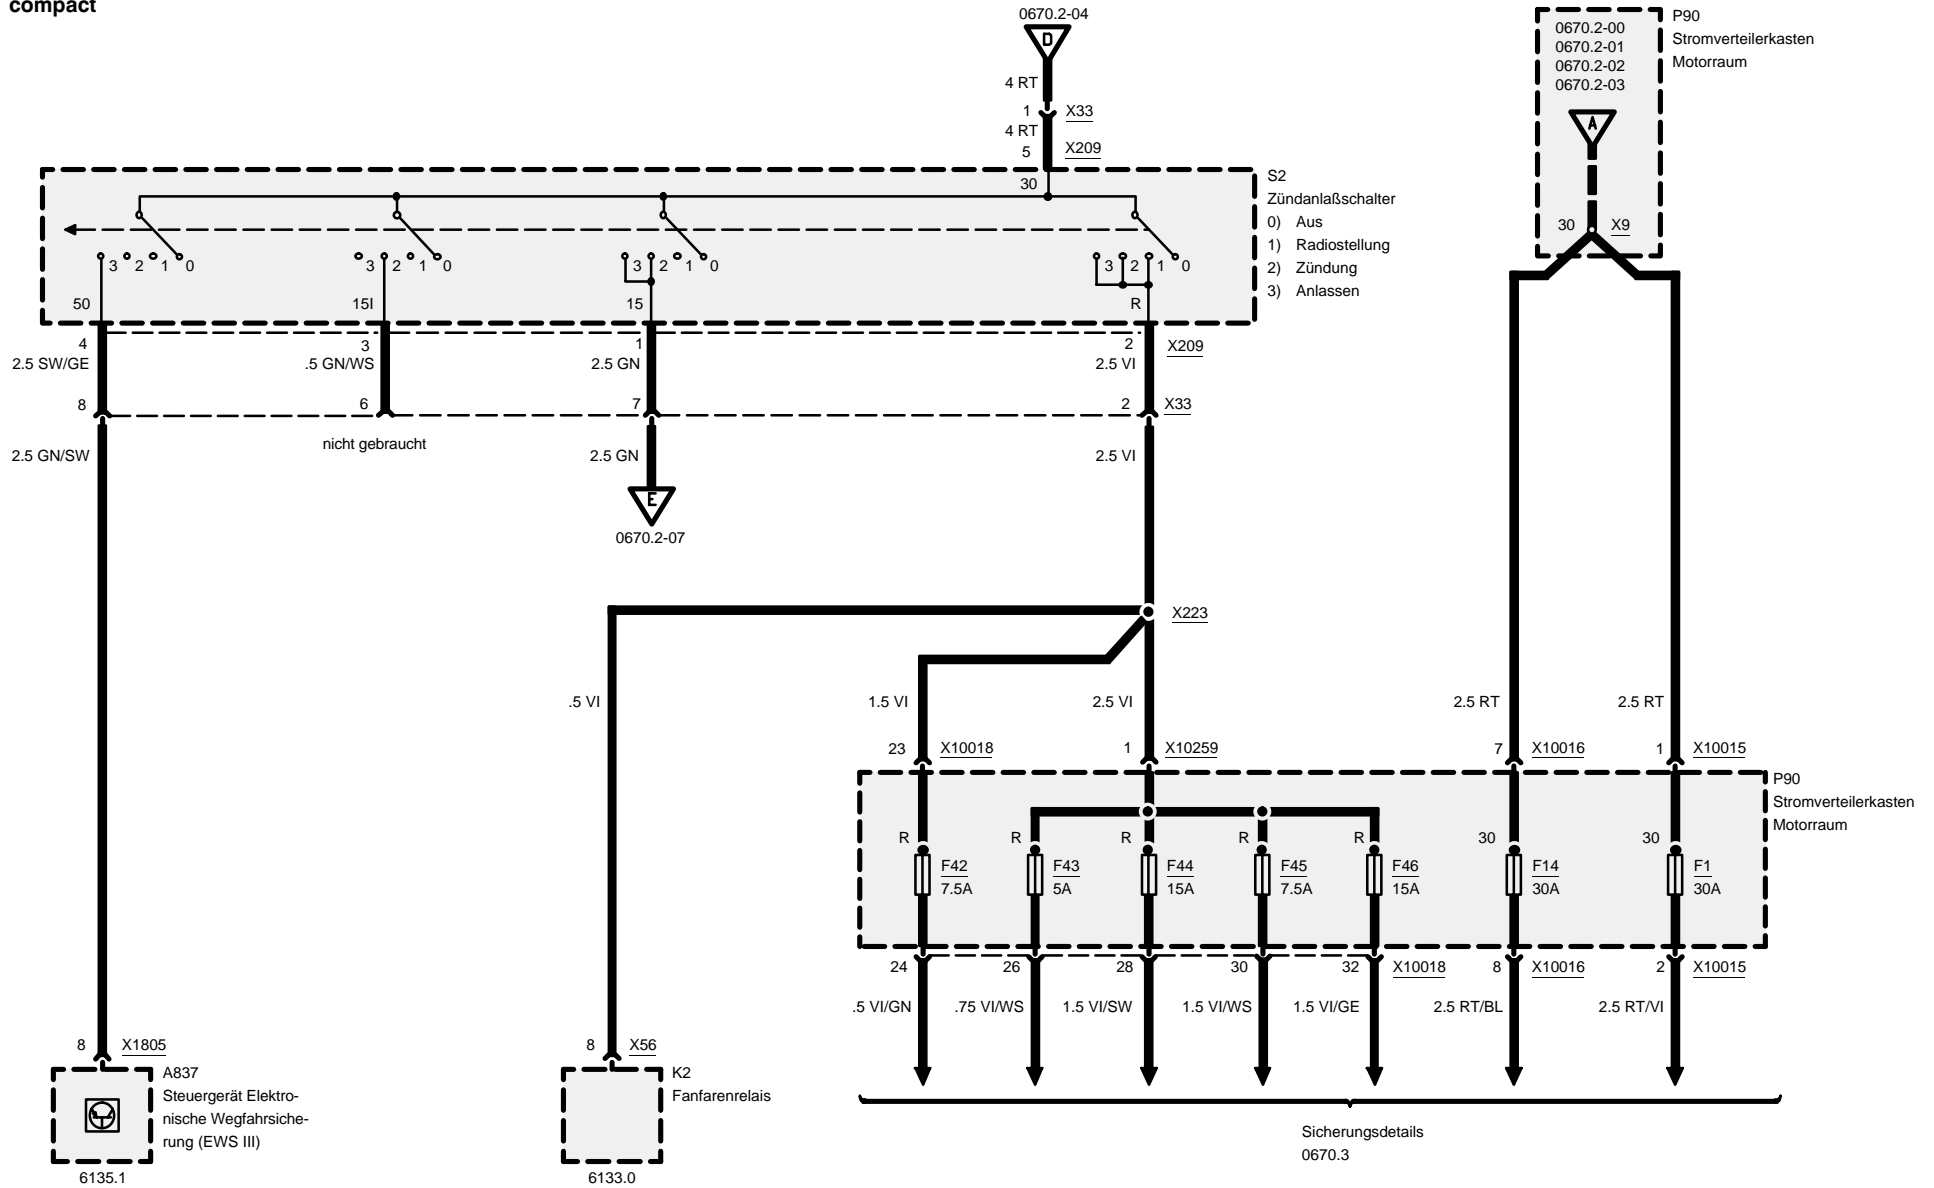 compact
0670.2-04
D
4 RT
1 X33
4 RT
5 X209
0670.2-00
0670.2-01
0670.2-02
0670.2-03
A
30 X9
P90
Stromverteilerkasten
Motorraum
30
3 2 1 0
3 2 1 0
3 2 1 0
3 2 1 0
50 15I 15 R
S2
Zündanlaßschalter
0) Aus
1) Radiostellung
2) Zündung
3) Anlassen
4 3 1 2 X209
2.5 SW/GE .5 GN/WS 2.5 GN 2.5 VI
8 6 7 2 X33
nicht gebraucht
2.5 GN/SW 2.5 GN 2.5 VI
E
0670.2-07
X223
.5 VI 1.5 VI 2.5 VI 2.5 RT 2.5 RT
23 X10018 1 X10259 7 X10016 1 X10015
P90
Stromverteilerkasten
Motorraum
R R R R R 30 30
F42 F43 F44 F45 F46 F14 F1
7.5A 5A 15A 7.5A 15A 30A 30A
24 26 28 30 32 X10018 8 X10016 2 X10015
.5 VI/GN .75 VI/WS 1.5 VI/SW 1.5 VI/WS 1.5 VI/GE 2.5 RT/BL 2.5 RT/VI
8 X1805
A837
Steuergerät Elektro-
nische Wegfahrsiche-
rung (EWS III)
6135.1
8 X56
K2
Fanfarenrelais
6133.0
Sicherungsdetails
0670.3